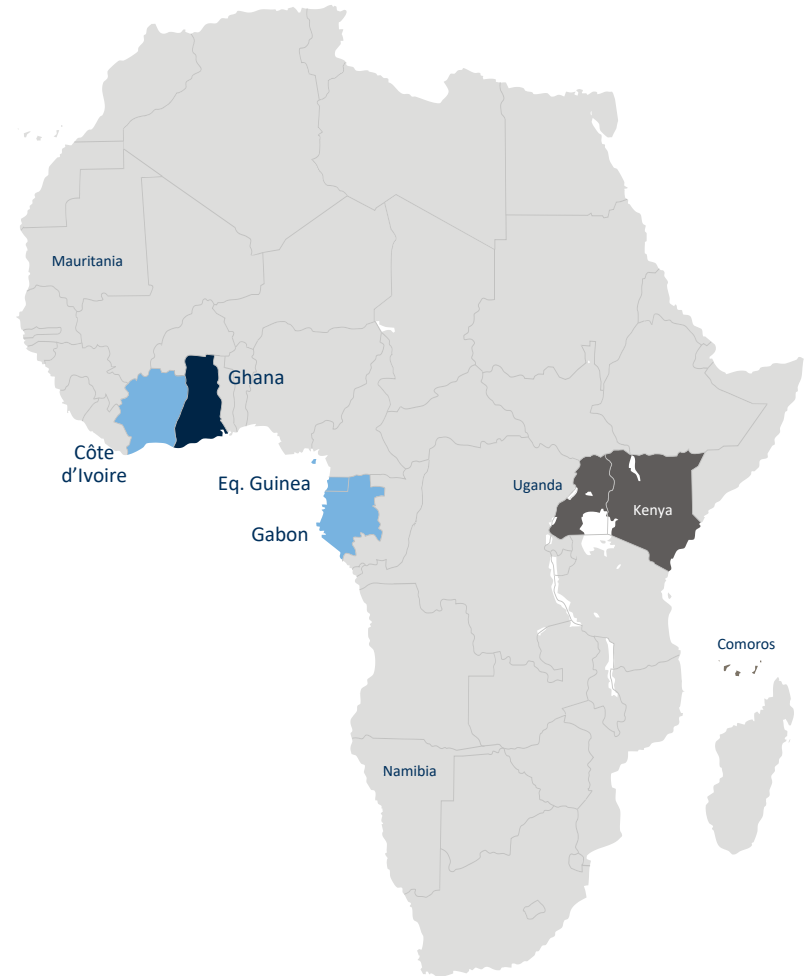 Mauritania
Ghana
Côte
d’Ivoire
Eq. Guinea
Uganda
Kenya
Gabon
Comoros
Namibia